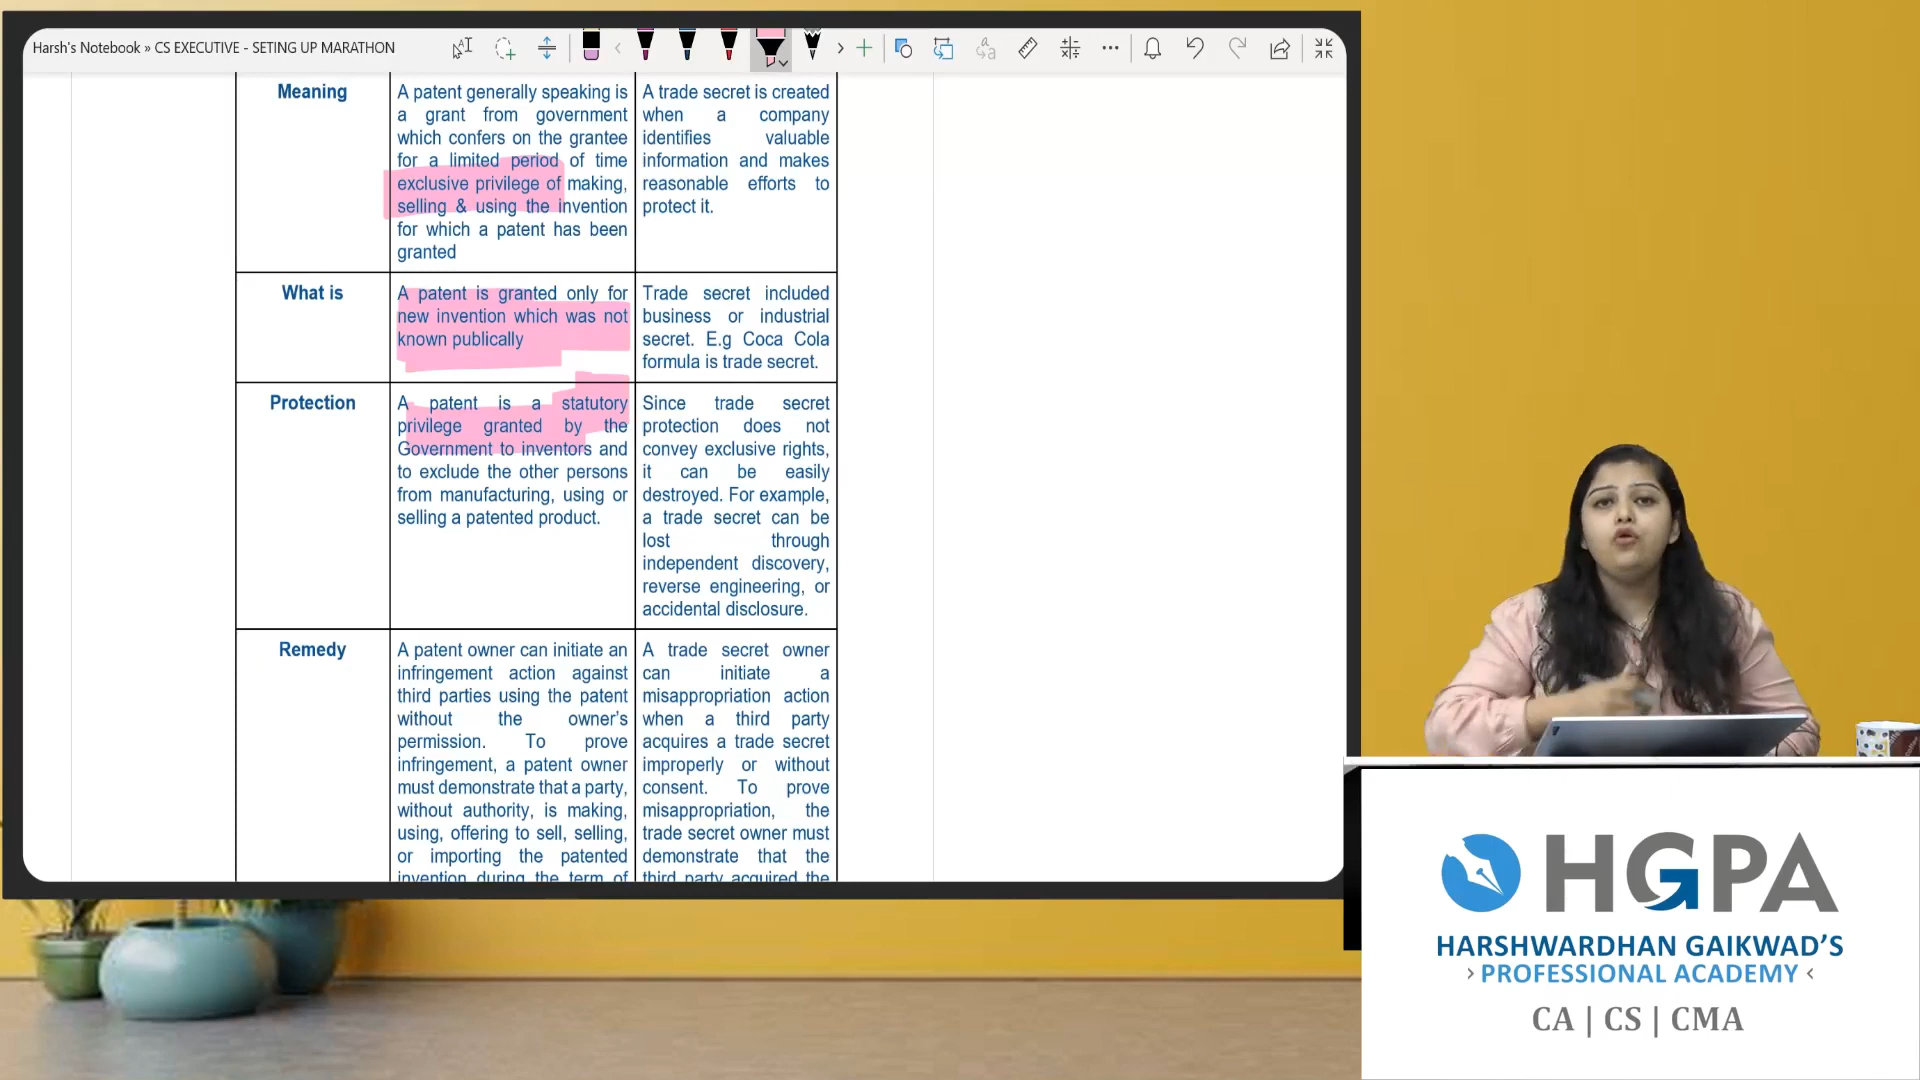 Harsh's Notebook » CS EXECUTIVE - SETING UP MARATHON
Meaning
A patent generally speaking is
a grant from government
which confers on the grantee
for a limited period of time
exclusive privilege of making,
selling & using the invention
for which a patent has been
granted
A trade secret is created
when a company
identifies valuable
information and makes
reasonable efforts to
protect it.
What is
A patent is granted only for
new invention which was not
known publically
Trade secret included
business or industrial
secret. E.g Coca Cola
formula is trade secret.
Protection
A patent is a statutory
privilege granted by the
Government to inventors and
to exclude the other persons
from manufacturing, using or
selling a patented product.
Since trade secret
protection does not
convey exclusive rights,
it can be easily
destroyed. For example,
a trade secret can be
lost through
independent discovery,
reverse engineering, or
accidental disclosure.
Remedy
A patent owner can initiate an
infringement action against
third parties using the patent
without the owner's
permission. To prove
infringement, a patent owner
must demonstrate that a party,
without authority, is making,
using, offering to sell, selling,
or importing the patented
invention during the term of
A trade secret owner
can initiate a
misappropriation action
when a third party
acquires a trade secret
improperly or without
consent. To prove
misappropriation, the
trade secret owner must
demonstrate that the
third party acquired the
HGPA
HARSHWARDHAN GAIKWAD'S
› PROFESSIONAL ACADEMY ‹
CA | CS | CMA